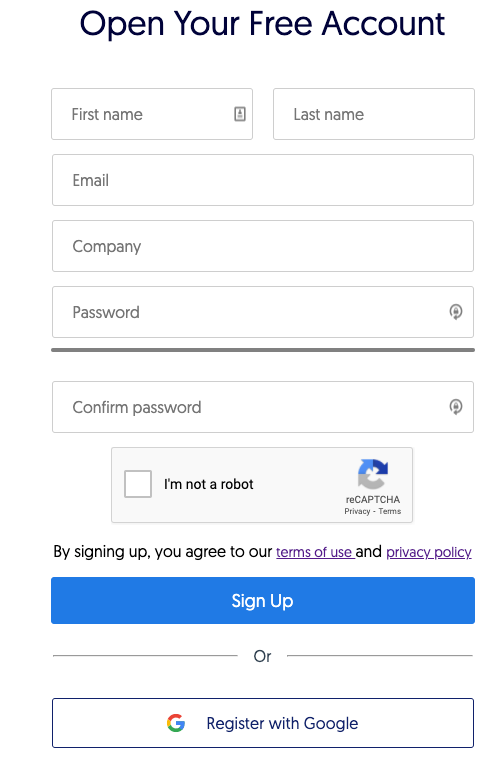 Open Your Free Account
First name
Last name
Email
Company
Password
Confirm password
I'm not a robot
reCAPTCHA
Privacy - Terms
By signing up, you agree to our terms of use and privacy policy
Sign Up
Or
Register with Google